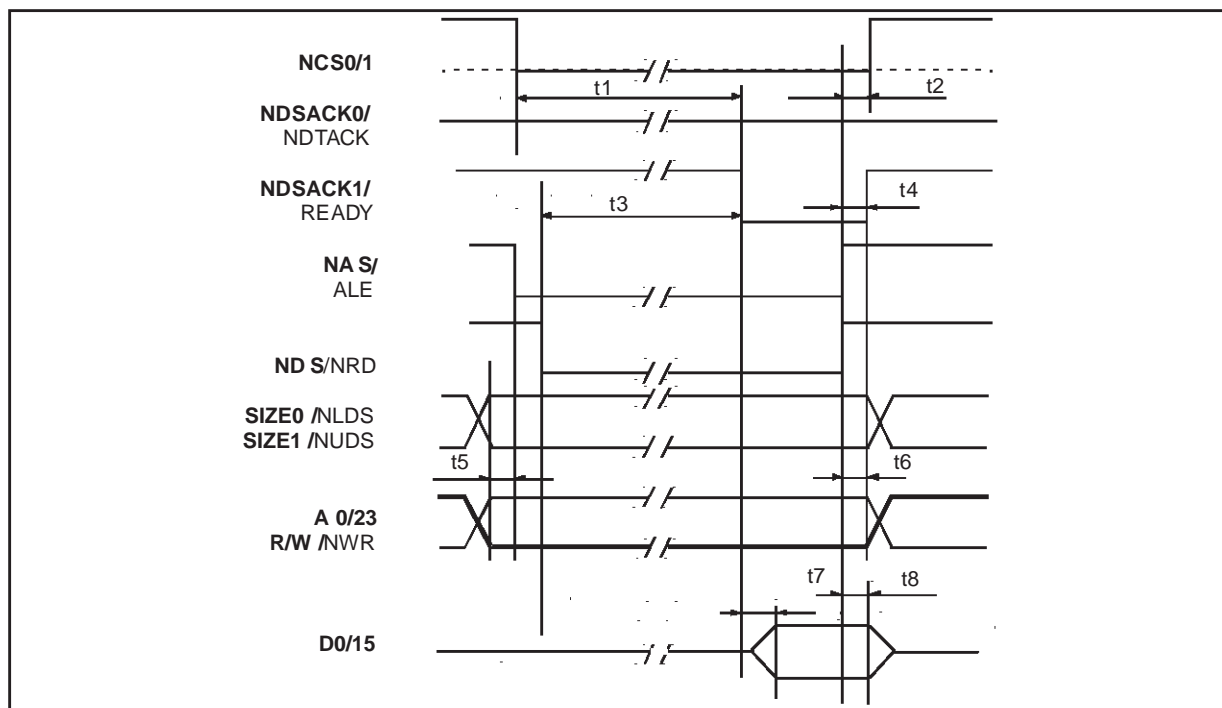 NCS0/1
t1
t2
NDSACK0/
NDTACK
NDSACK1/
READY
t3
t4
NA S/
ALE
ND S/NRD
SIZE0 /NLDS
SIZE1 /NUDS
t5
t6
A 0/23
R/W /NWR
t7
t8
D0/15